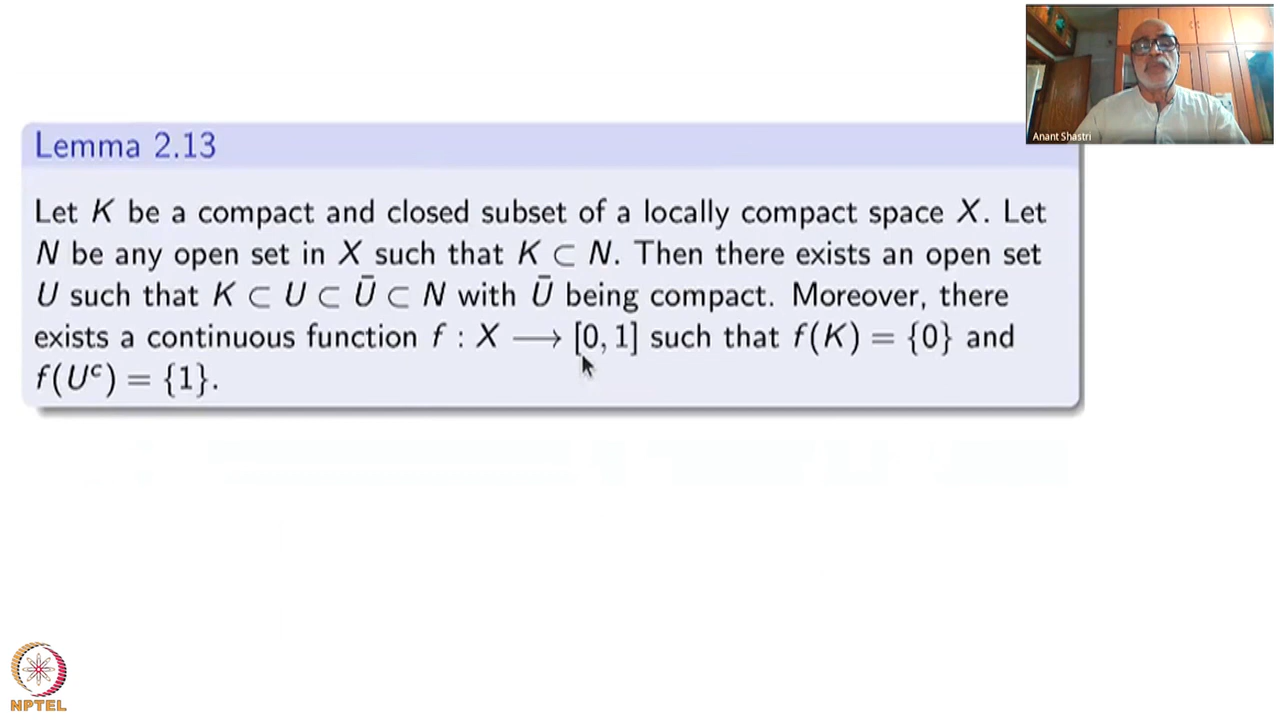 Anant Shastri
Lemma 2.13
Let K be a compact and closed subset of a locally compact space X. Let
N be any open set in X such that K ⊂ N. Then there exists an open set
U such that K ⊂ U ⊂ Ū ⊂ N with Ū being compact. Moreover, there
exists a continuous function f : X ⟶ [0, 1] such that f(K) = {0} and
f(Uᶜ) = {1}.
NPTEL